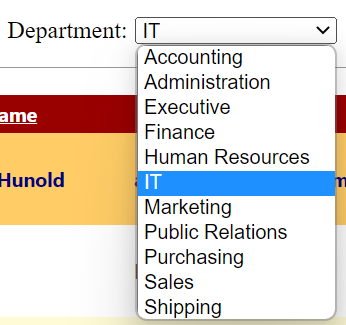 Department: IT
Accounting
Administration
ame
Executive
Finance
Human Resources
Hunold
IT
Marketing
Public Relations
Purchasing
Sales
Shipping